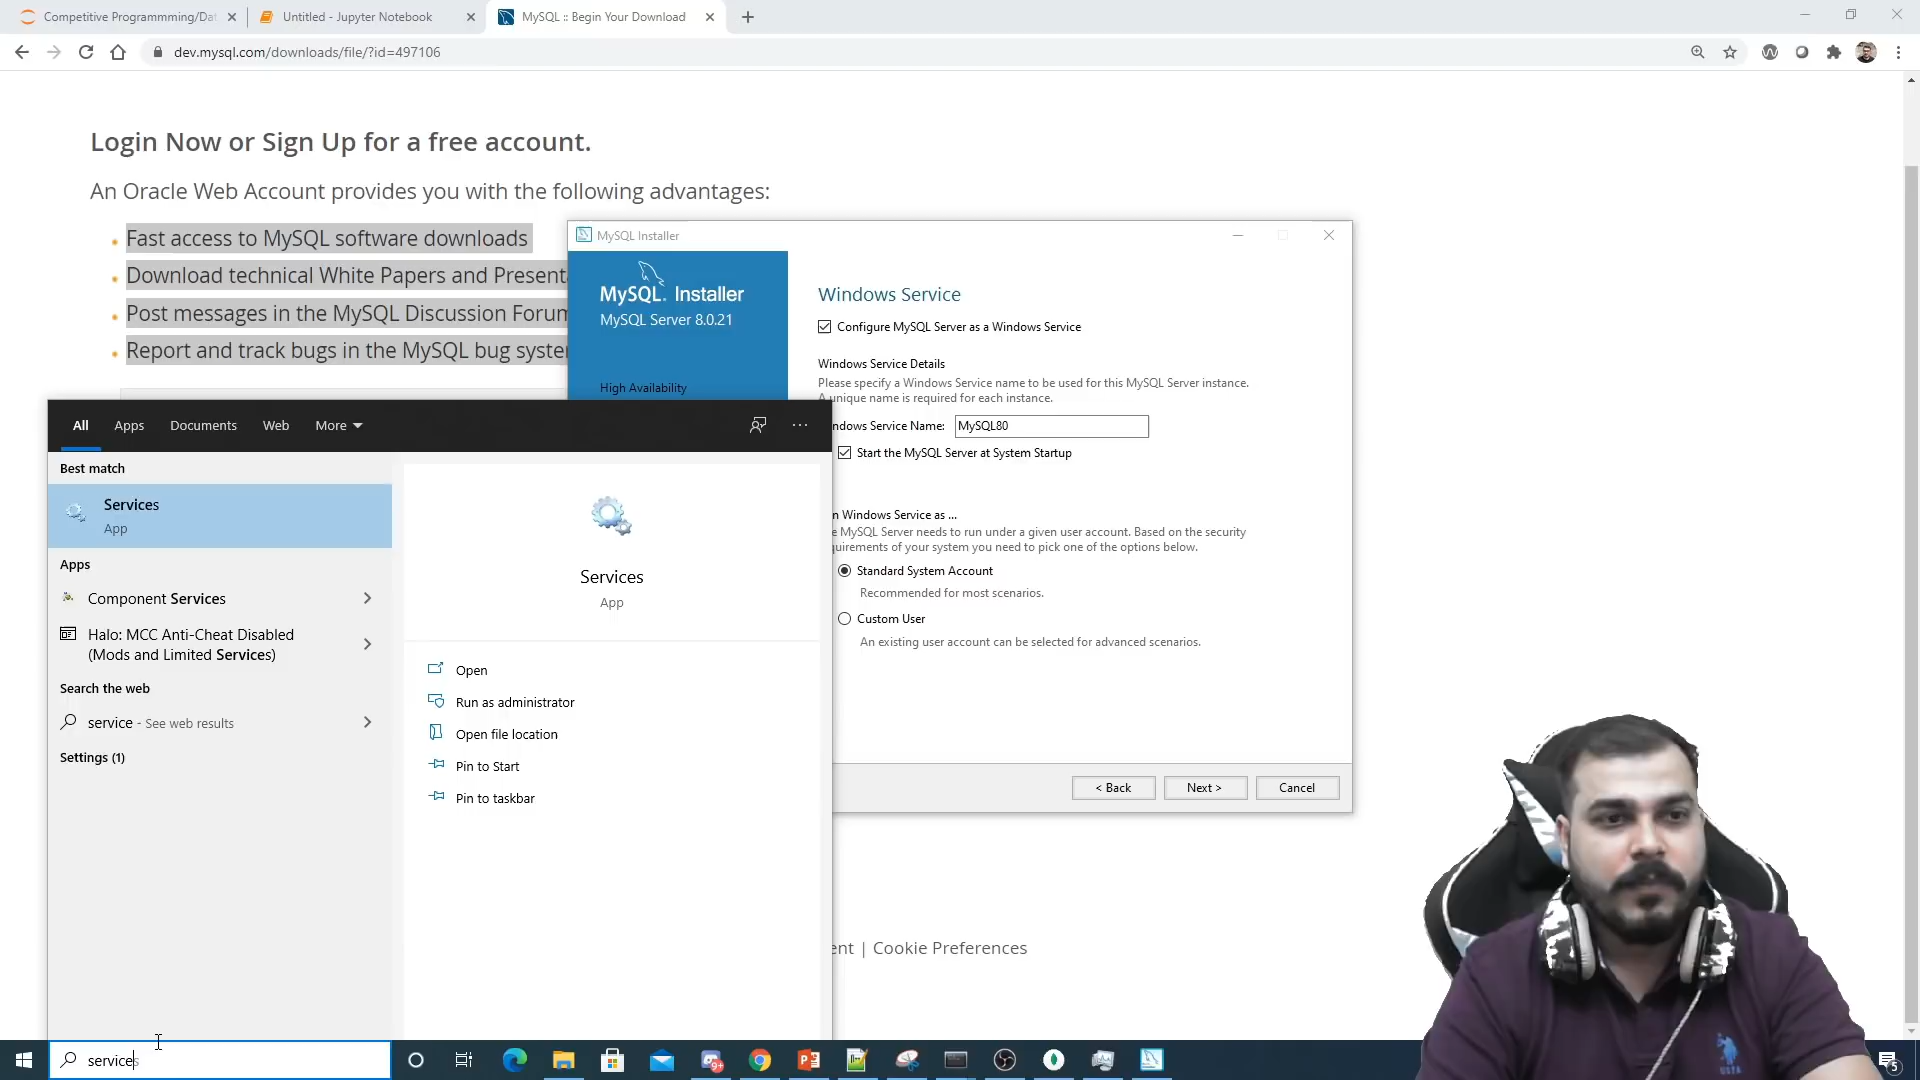 Competitive Programmming/Dat
Untitled - Jupyter Notebook
MySQL :: Begin Your Download
dev.mysql.com/downloads/file/?id=497106
Login Now or Sign Up for a free account.
An Oracle Web Account provides you with the following advantages:
Fast access to MySQL software downloads
Download technical White Papers and Presenta
Post messages in the MySQL Discussion Forum
Report and track bugs in the MySQL bug system
MySQL Installer
MySQL. Installer
MySQL Server 8.0.21
High Availability
Windows Service
Configure MySQL Server as a Windows Service
Windows Service Details
Please specify a Windows Service name to be used for this MySQL Server instance.
A unique name is required for each instance.
ndows Service Name: MySQL80
Start the MySQL Server at System Startup
n Windows Service as ...
e MySQL Server needs to run under a given user account. Based on the security
quirements of your system you need to pick one of the options below.
Standard System Account
Recommended for most scenarios.
Custom User
An existing user account can be selected for advanced scenarios.
< Back
Next >
Cancel
All
Apps
Documents
Web
More
Best match
Services
App
Apps
Component Services
Halo: MCC Anti-Cheat Disabled
(Mods and Limited Services)
Search the web
service - See web results
Settings (1)
Services
App
Open
Run as administrator
Open file location
Pin to Start
Pin to taskbar
ent | Cookie Preferences
services
9+
5